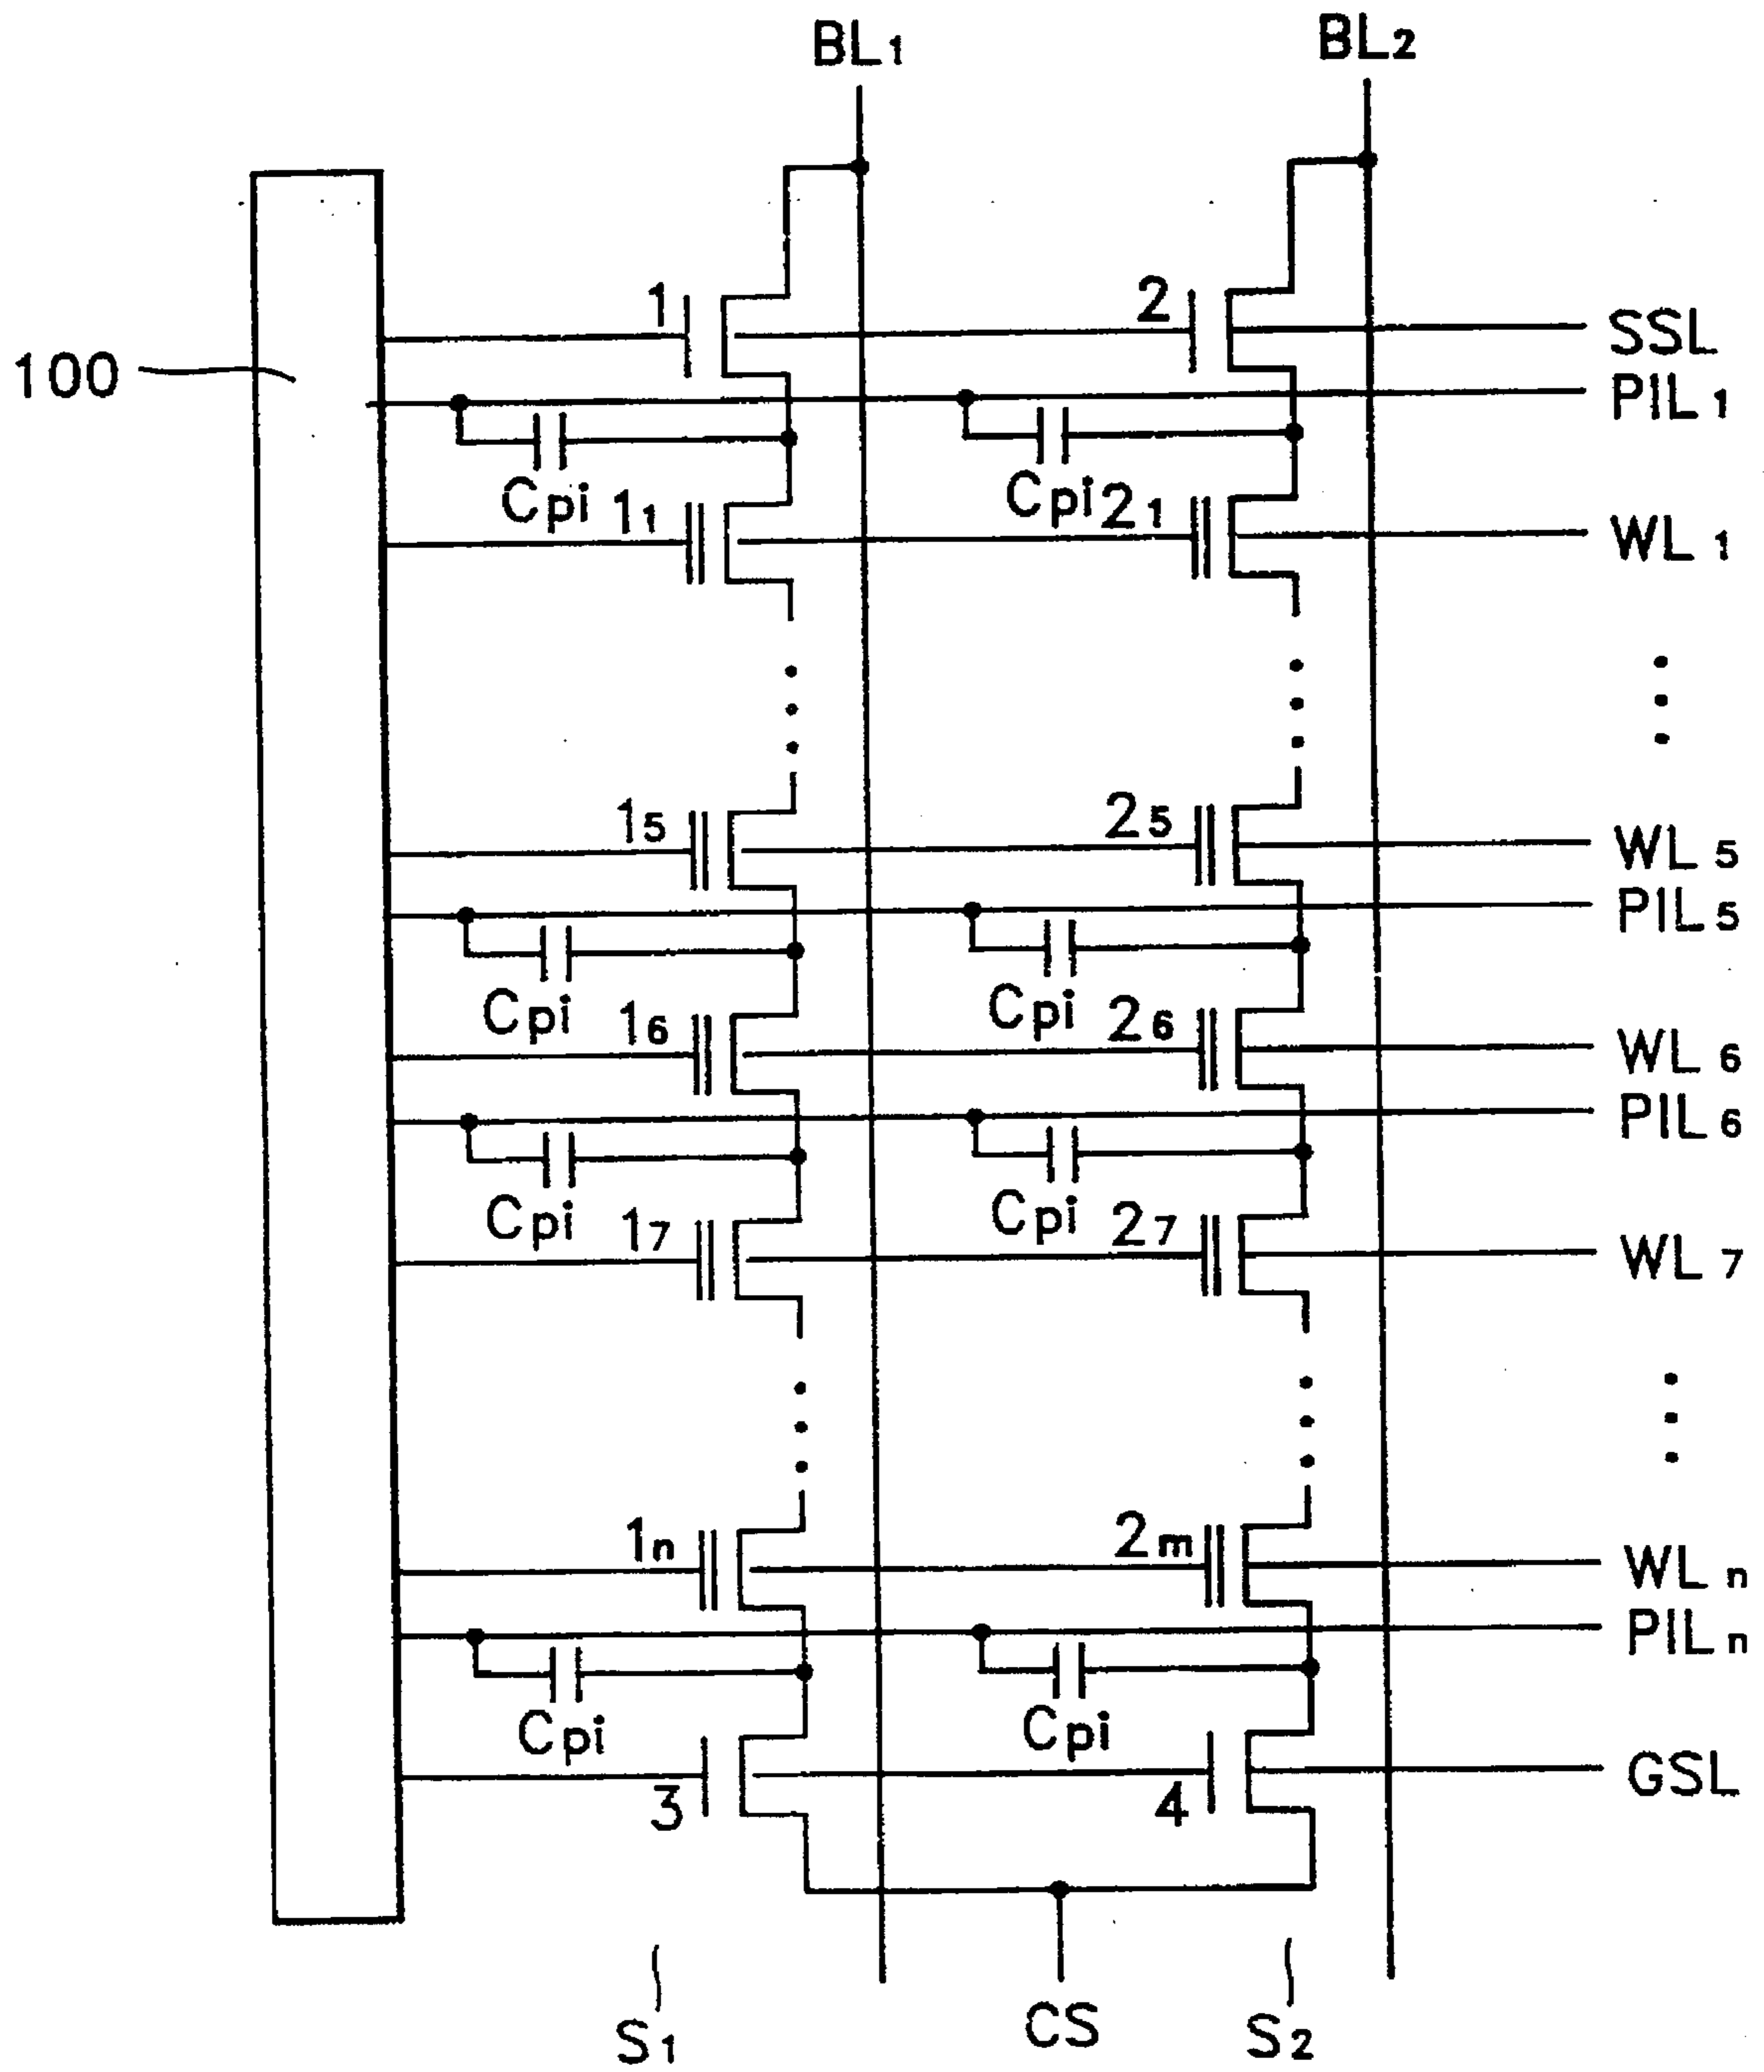 BL1 BL2
1 2 SSL
100 PIL1
Cpi 11 Cpi 21 WL1
15 25 WL5
PIL5
Cpi 16 Cpi 26 WL6
PIL6
Cpi 17 Cpi 27 WL7
1n 2m WLn
PILn
Cpi Cpi
3 4 GSL
S1 CS S2